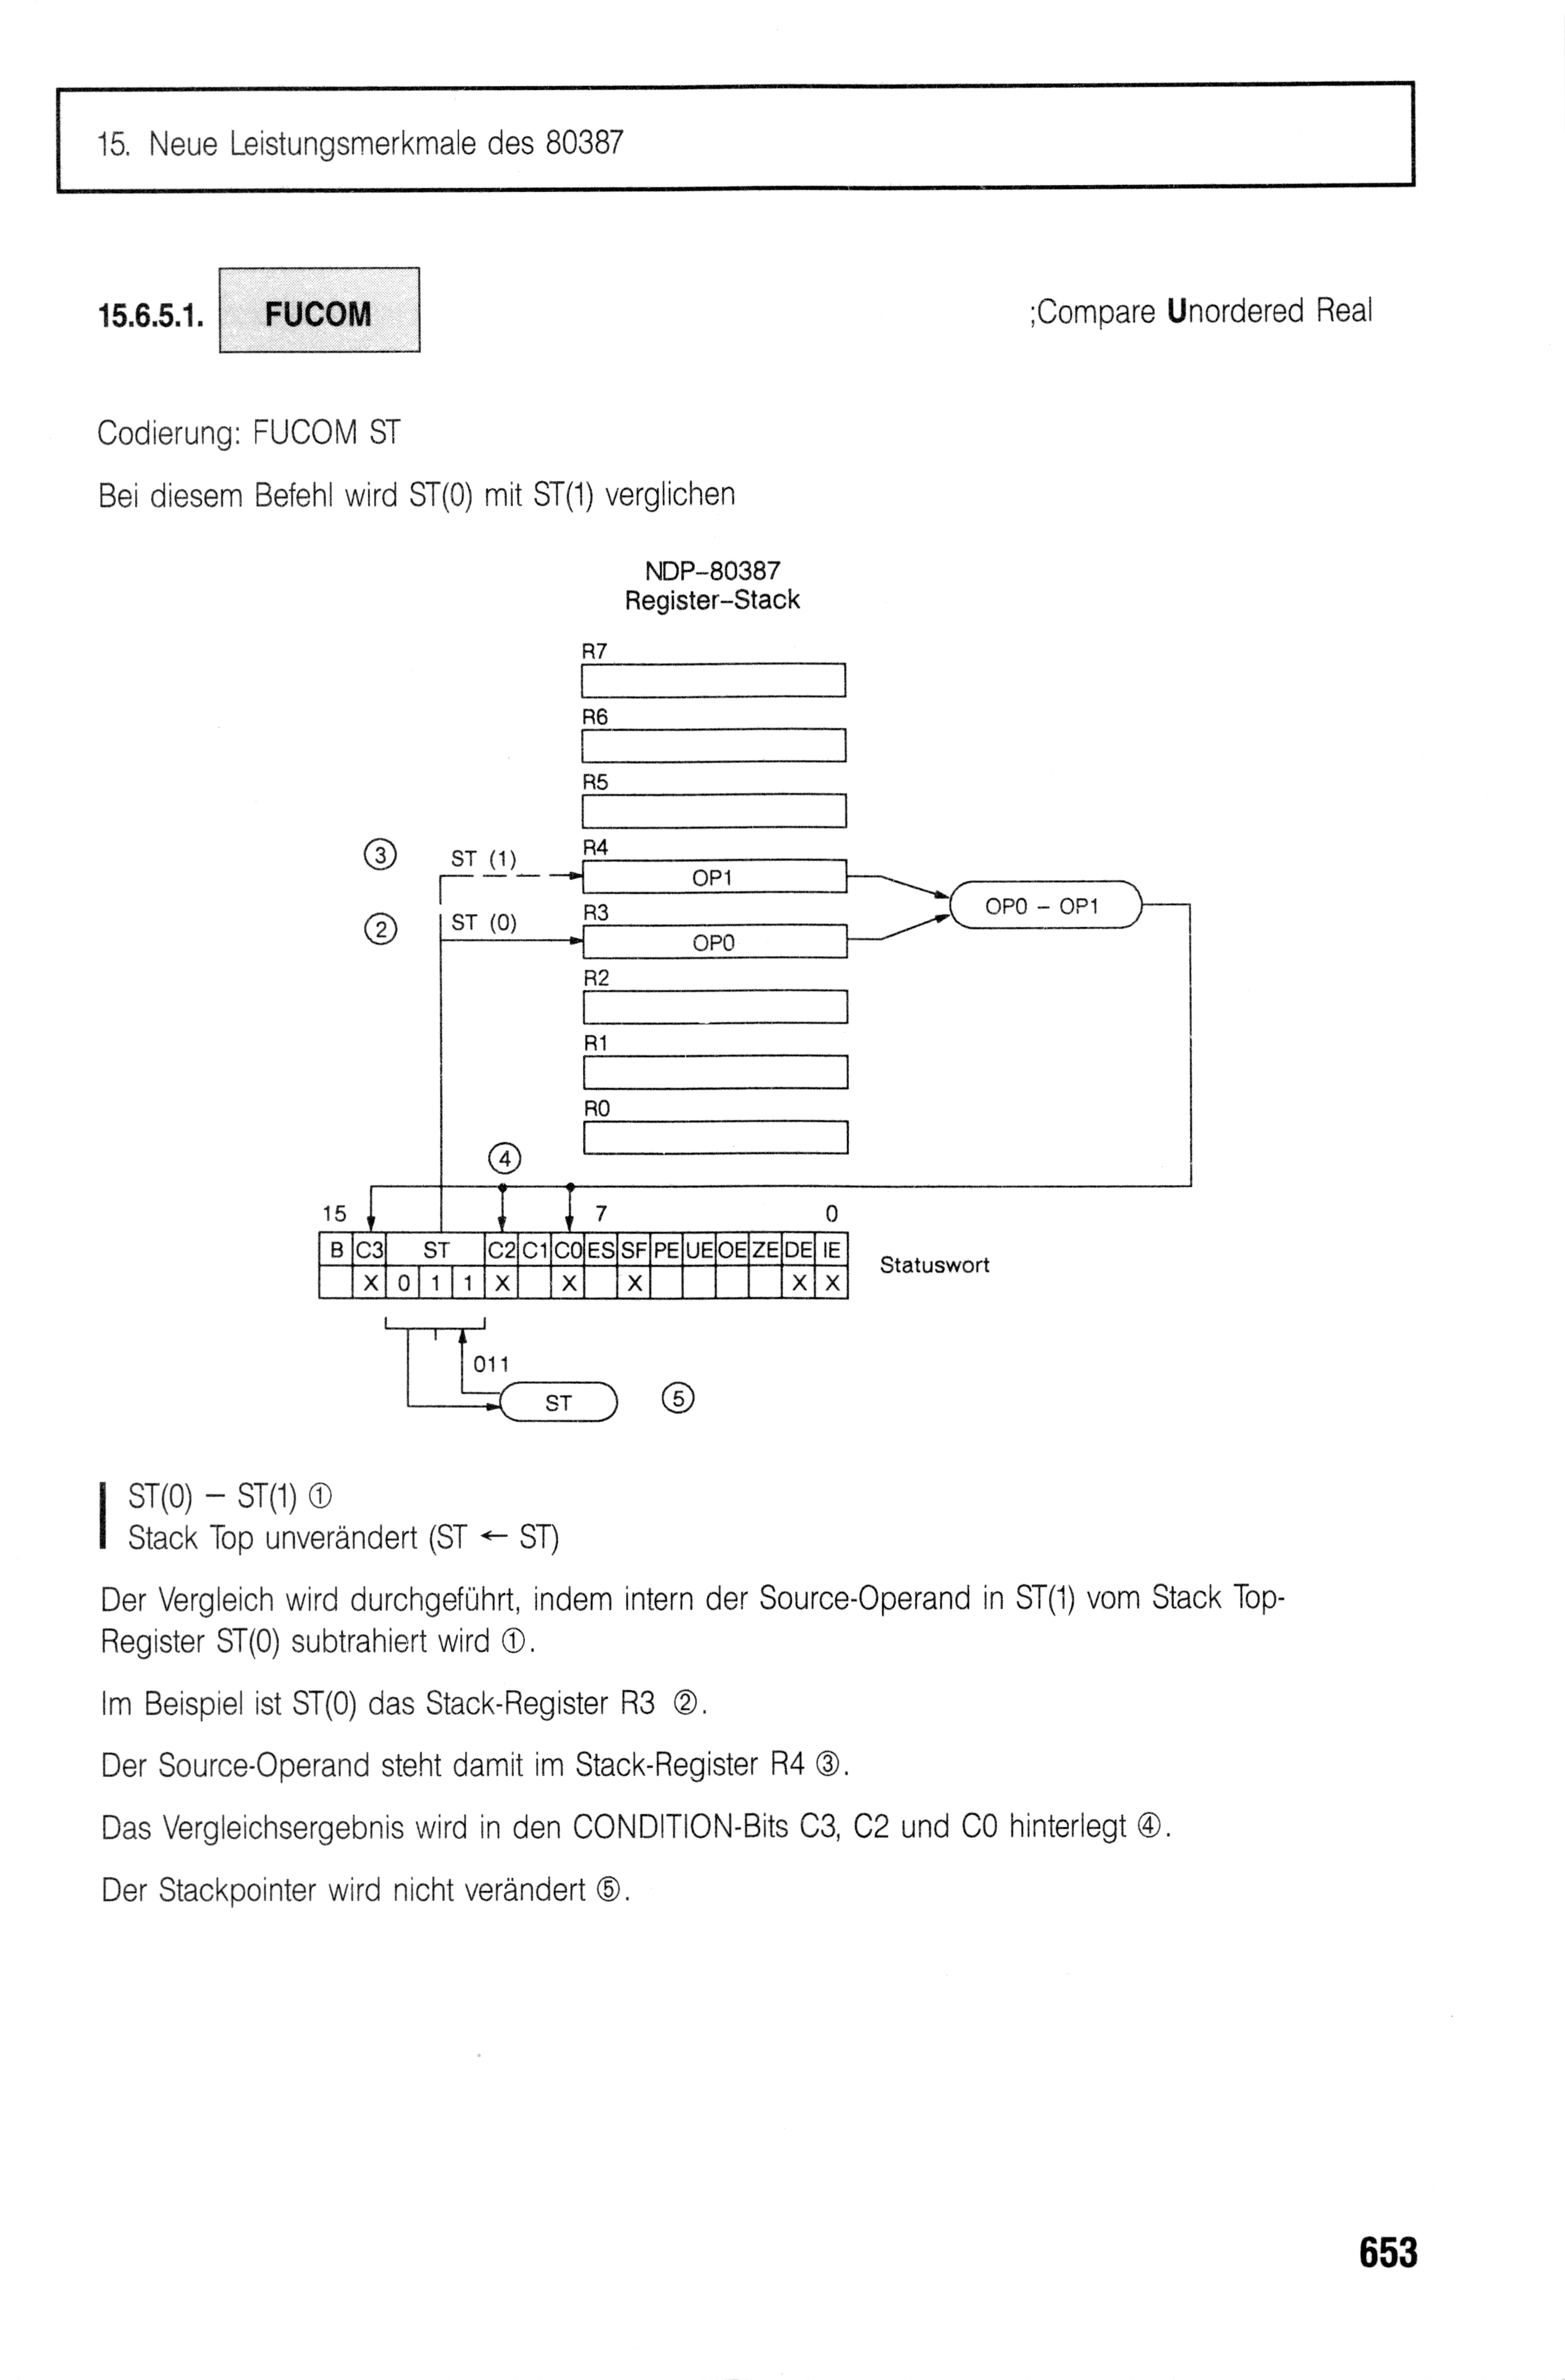 15. Neue Leistungsmerkmale des 80387
15.6.5.1. FUCOM ;Compare Unordered Real
Codierung: FUCOM ST
Bei diesem Befehl wird ST(0) mit ST(1) verglichen
NDP–80387
Register–Stack
R7
R6
R5
R4
③ ST (1) OP1
OP0 – OP1
R3
② ST (0) OP0
R2
R1
R0
④
15 7 0
B C3 ST C2 C1 C0 ES SF PE UE OE ZE DE IE
Statuswort
X 0 1 1 X X X X X
011
ST ⑤
ST(0) – ST(1) ①
Stack Top unverändert (ST ← ST)
Der Vergleich wird durchgeführt, indem intern der Source-Operand in ST(1) vom Stack Top-
Register ST(0) subtrahiert wird ①.
Im Beispiel ist ST(0) das Stack-Register R3 ②.
Der Source-Operand steht damit im Stack-Register R4 ③.
Das Vergleichsergebnis wird in den CONDITION-Bits C3, C2 und C0 hinterlegt ④.
Der Stackpointer wird nicht verändert ⑤.
653